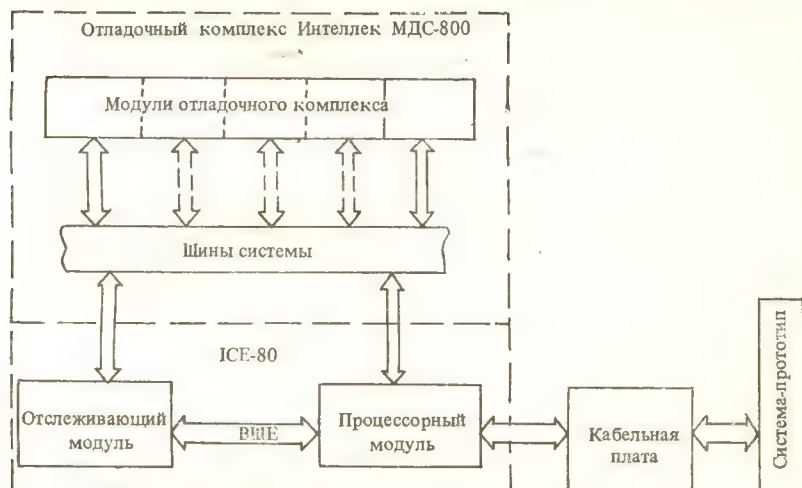 Отладочный комплекс Интеллек МДС-800
Модули отладочного комплекса
Шины системы
ICE-80
Отслеживающий
модуль
ВШЕ
Процессорный
модуль
Кабельная
плата
Система-прототип